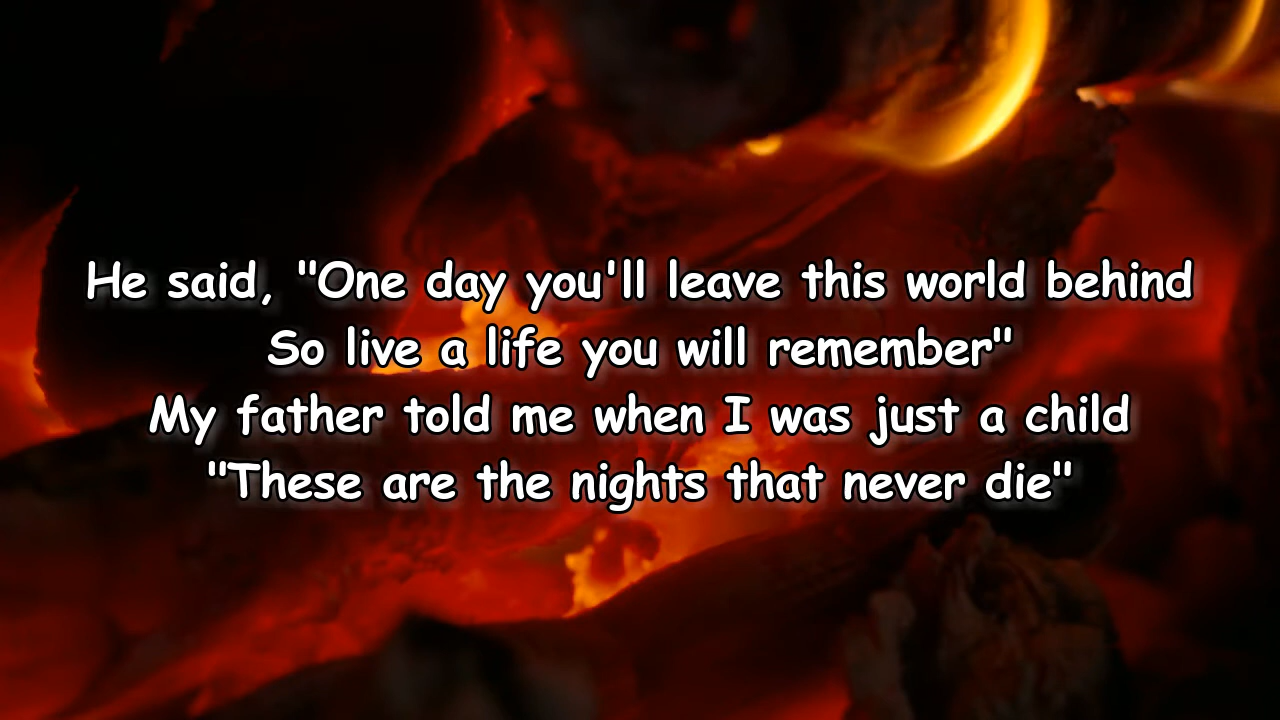 He said, "One day you'll leave this world behind
So live a life you will remember"
My father told me when I was just a child
"These are the nights that never die"